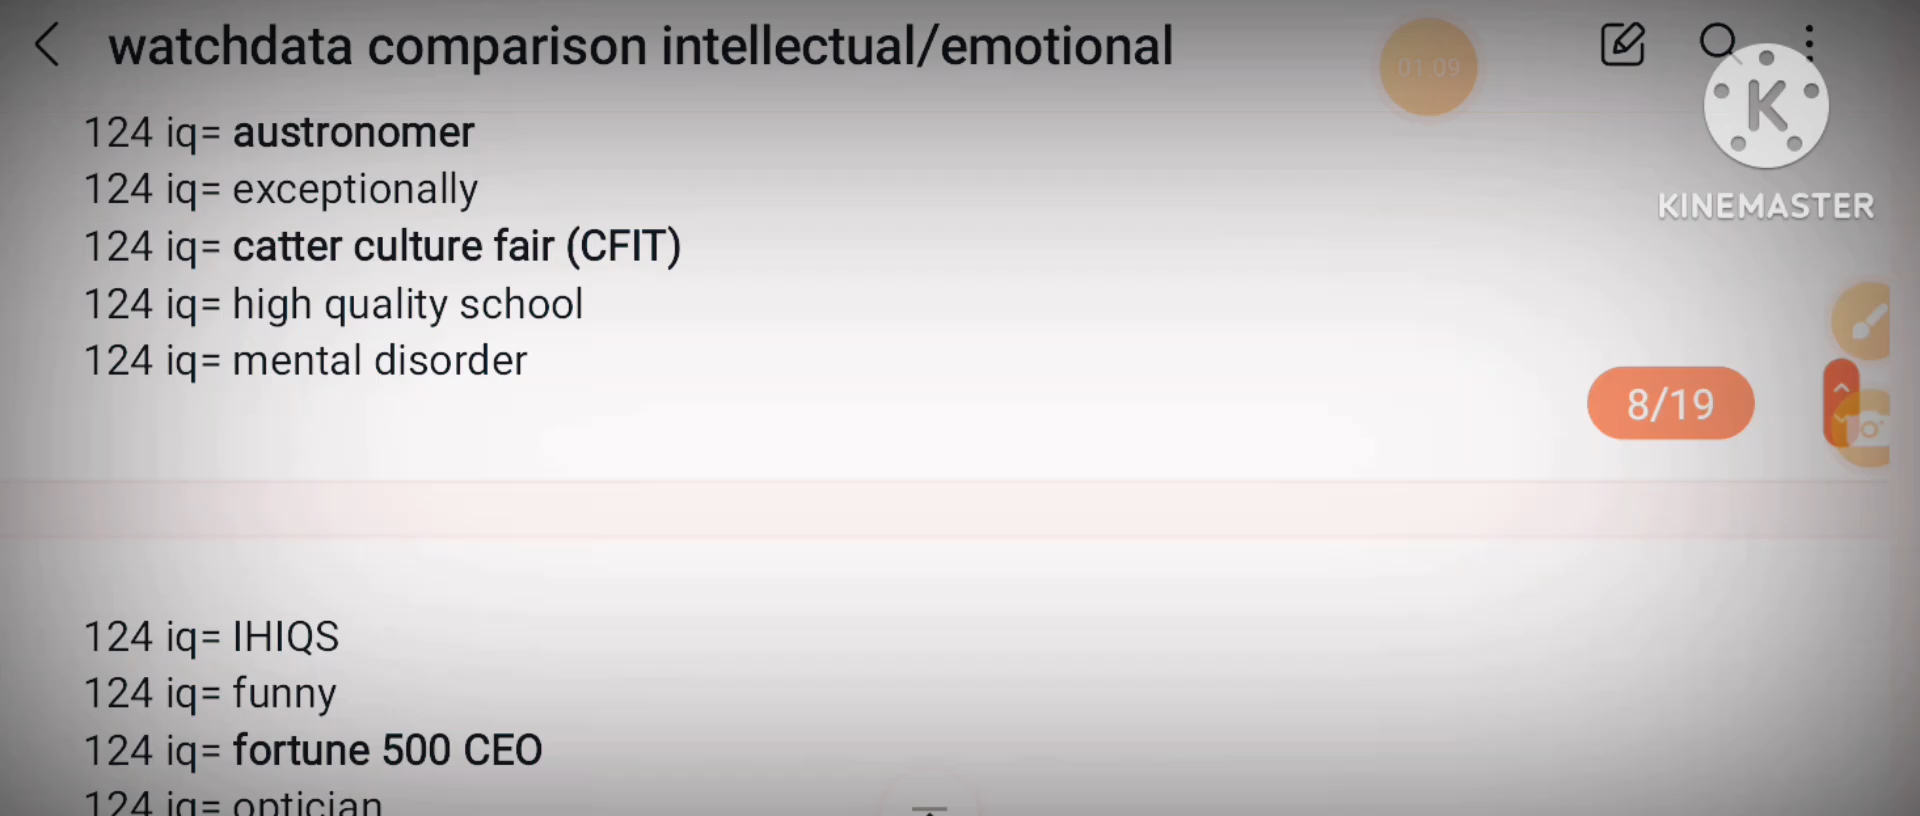 watchdata comparison intellectual/emotional
01:09
124 iq= austronomer
124 iq= exceptionally
124 iq= catter culture fair (CFIT)
124 iq= high quality school
124 iq= mental disorder
K
KINEMASTER
8/19
124 iq= IHIQS
124 iq= funny
124 iq= fortune 500 CEO
124 iq= optician